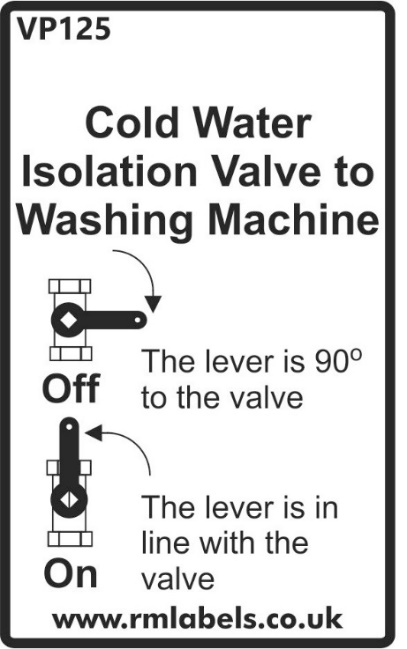 VP125
Cold Water
Isolation Valve to
Washing Machine
The lever is 90º
to the valve
Off
The lever is in
line with the
valve
On
www.rmlabels.co.uk